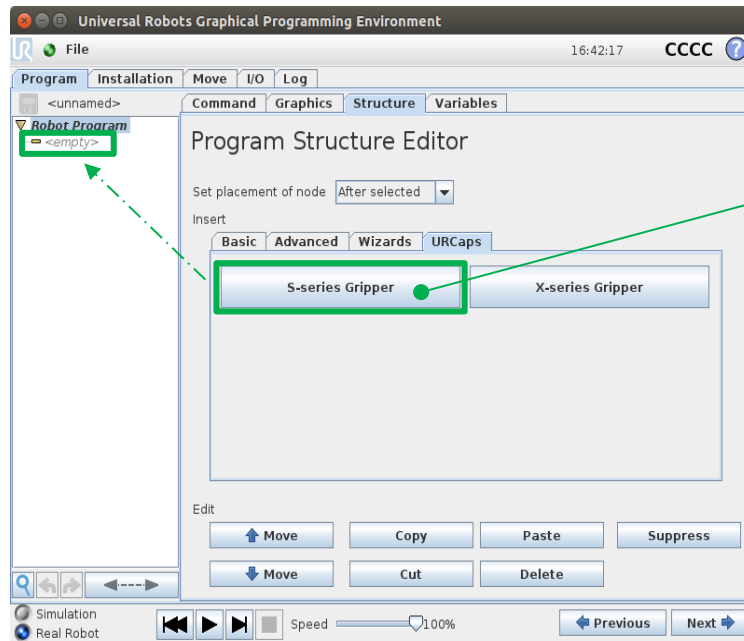 Universal Robots Graphical Programming Environment
UR File 16:42:17 CCCC ?
Program Installation Move I/O Log
<unnamed> Command Graphics Structure Variables
Robot Program
<empty>
Program Structure Editor
Set placement of node After selected
Insert
Basic Advanced Wizards URCaps
S-series Gripper X-series Gripper
Edit
Move Copy Paste Suppress
Move Cut Delete
Simulation
Real Robot
Speed 100% Previous Next